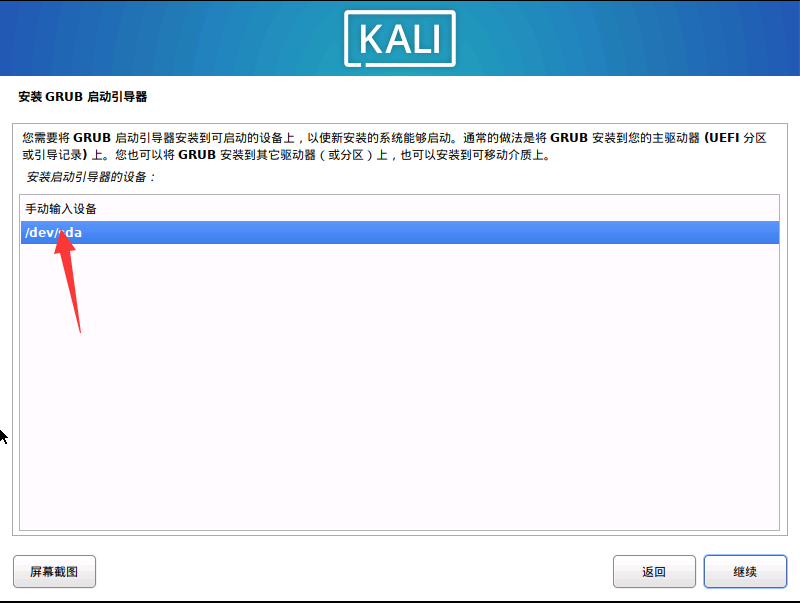 KALI
安装 GRUB 启动引导器
您需要将 GRUB 启动引导器安装到可启动的设备上，以使新安装的系统能够启动。通常的做法是将 GRUB 安装到您的主驱动器 (UEFI 分区
或引导记录) 上。您也可以将 GRUB 安装到其它驱动器（或分区）上，也可以安装到可移动介质上。
安装启动引导器的设备：
手动输入设备
/dev/sda
屏幕截图
返回
继续